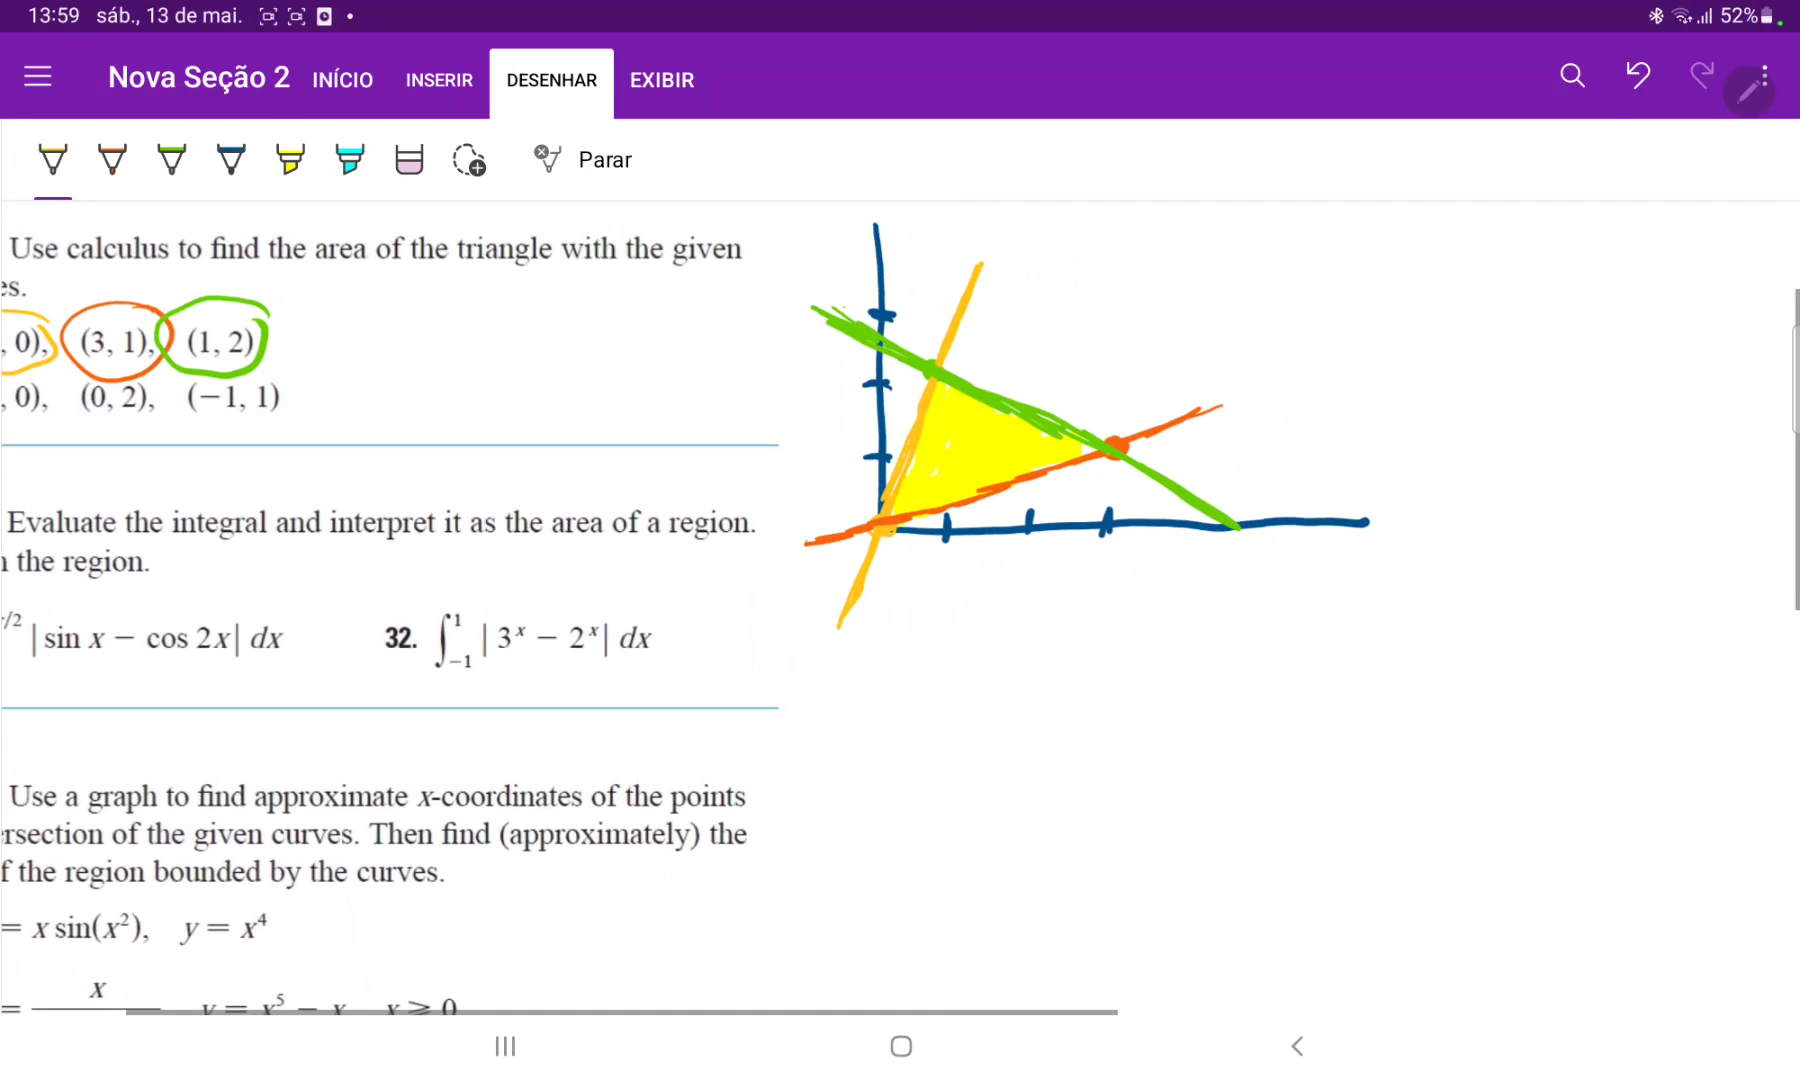 13:59 sáb., 13 de mai. •
52%
Nova Seção 2 INÍCIO INSERIR DESENHAR EXIBIR
Parar
Use calculus to find the area of the triangle with the given
es.
, 0), (3, 1), (1, 2)
, 0), (0, 2), (−1, 1)
Evaluate the integral and interpret it as the area of a region.
the region.
/2 | sin x − cos 2x | dx
32. ∫₋₁¹ | 3ˣ − 2ˣ | dx
Use a graph to find approximate x-coordinates of the points
rsection of the given curves. Then find (approximately) the
f the region bounded by the curves.
= x sin(x²), y = x⁴
x
= y = x⁵ − x x ≥ 0